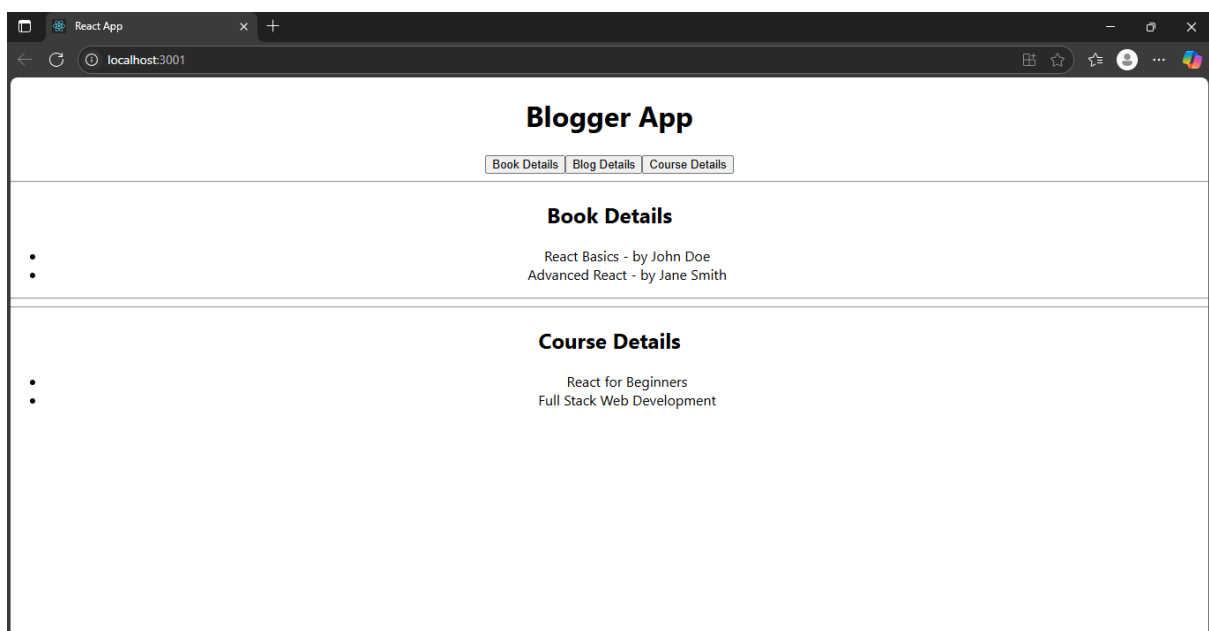 React App
localhost:3001
Blogger App
Book Details Blog Details Course Details
Book Details
• React Basics - by John Doe
• Advanced React - by Jane Smith
Course Details
• React for Beginners
• Full Stack Web Development